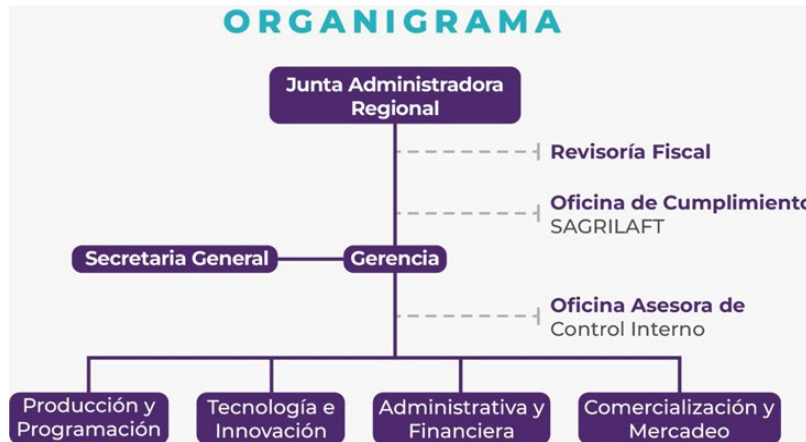 ORGANIGRAMA
Junta Administradora
Regional
Revisoría Fiscal
Oficina de Cumplimiento
SAGRILAFT
Secretaria General
Gerencia
Oficina Asesora de
Control Interno
Producción y
Programación
Tecnología e
Innovación
Administrativa y
Financiera
Comercialización y
Mercadeo